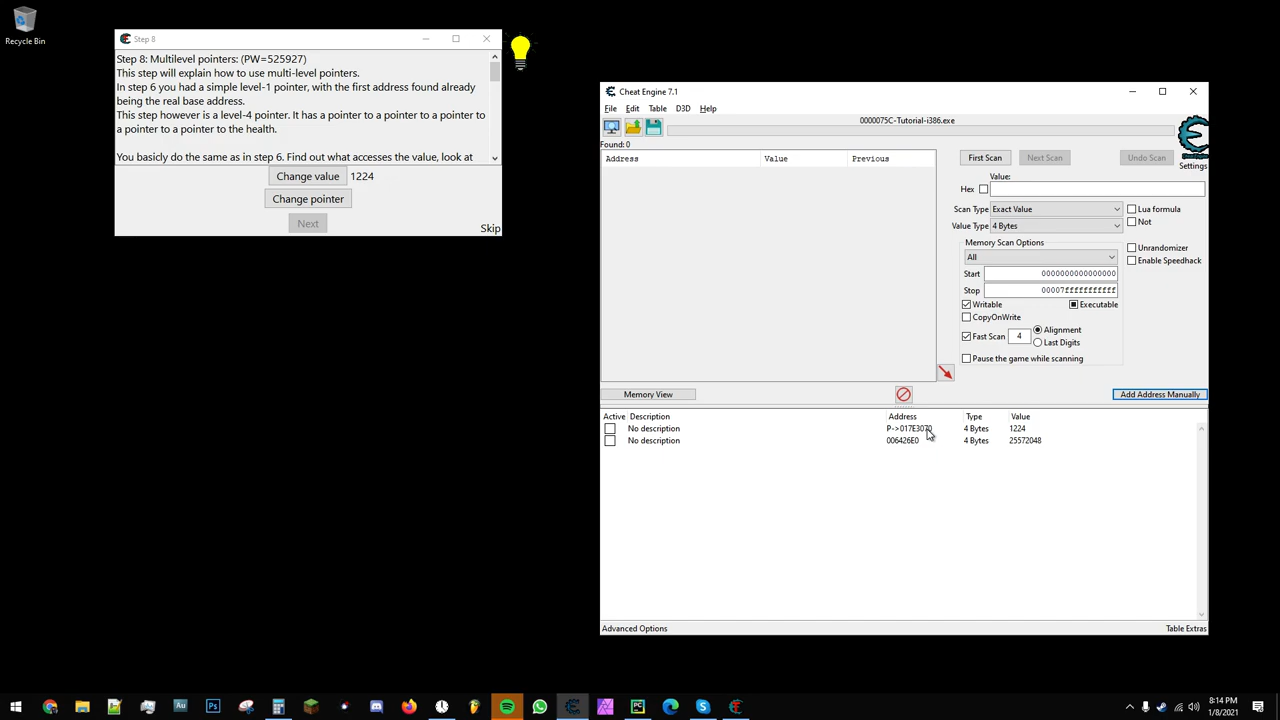 Recycle Bin
Step 8
Step 8: Multilevel pointers: (PW=525927)
This step will explain how to use multi-level pointers.
In step 6 you had a simple level-1 pointer, with the first address found already
being the real base address.
This step however is a level-4 pointer. It has a pointer to a pointer to a pointer to
a pointer to a pointer to the health.
You basicly do the same as in step 6. Find out what accesses the value, look at
Change value 1224
Change pointer
Next
Skip
Cheat Engine 7.1
File Edit Table D3D Help
0000075C-Tutorial-i386.exe
Found: 0
Address Value Previous
First Scan Next Scan Undo Scan
Settings
Value:
Hex
Scan Type Exact Value Lua formula
Not
Value Type 4 Bytes
Memory Scan Options
All
Unrandomizer
Enable Speedhack
Start 0000000000000000
Stop 00007fffffffffff
Writable Executable
CopyOnWrite
Fast Scan 4 Alignment
Last Digits
Pause the game while scanning
Memory View Add Address Manually
Active Description Address Type Value
No description P->017E3070 4 Bytes 1224
No description 006426E0 4 Bytes 25572048
Advanced Options Table Extras
8:14 PM
1/8/2021